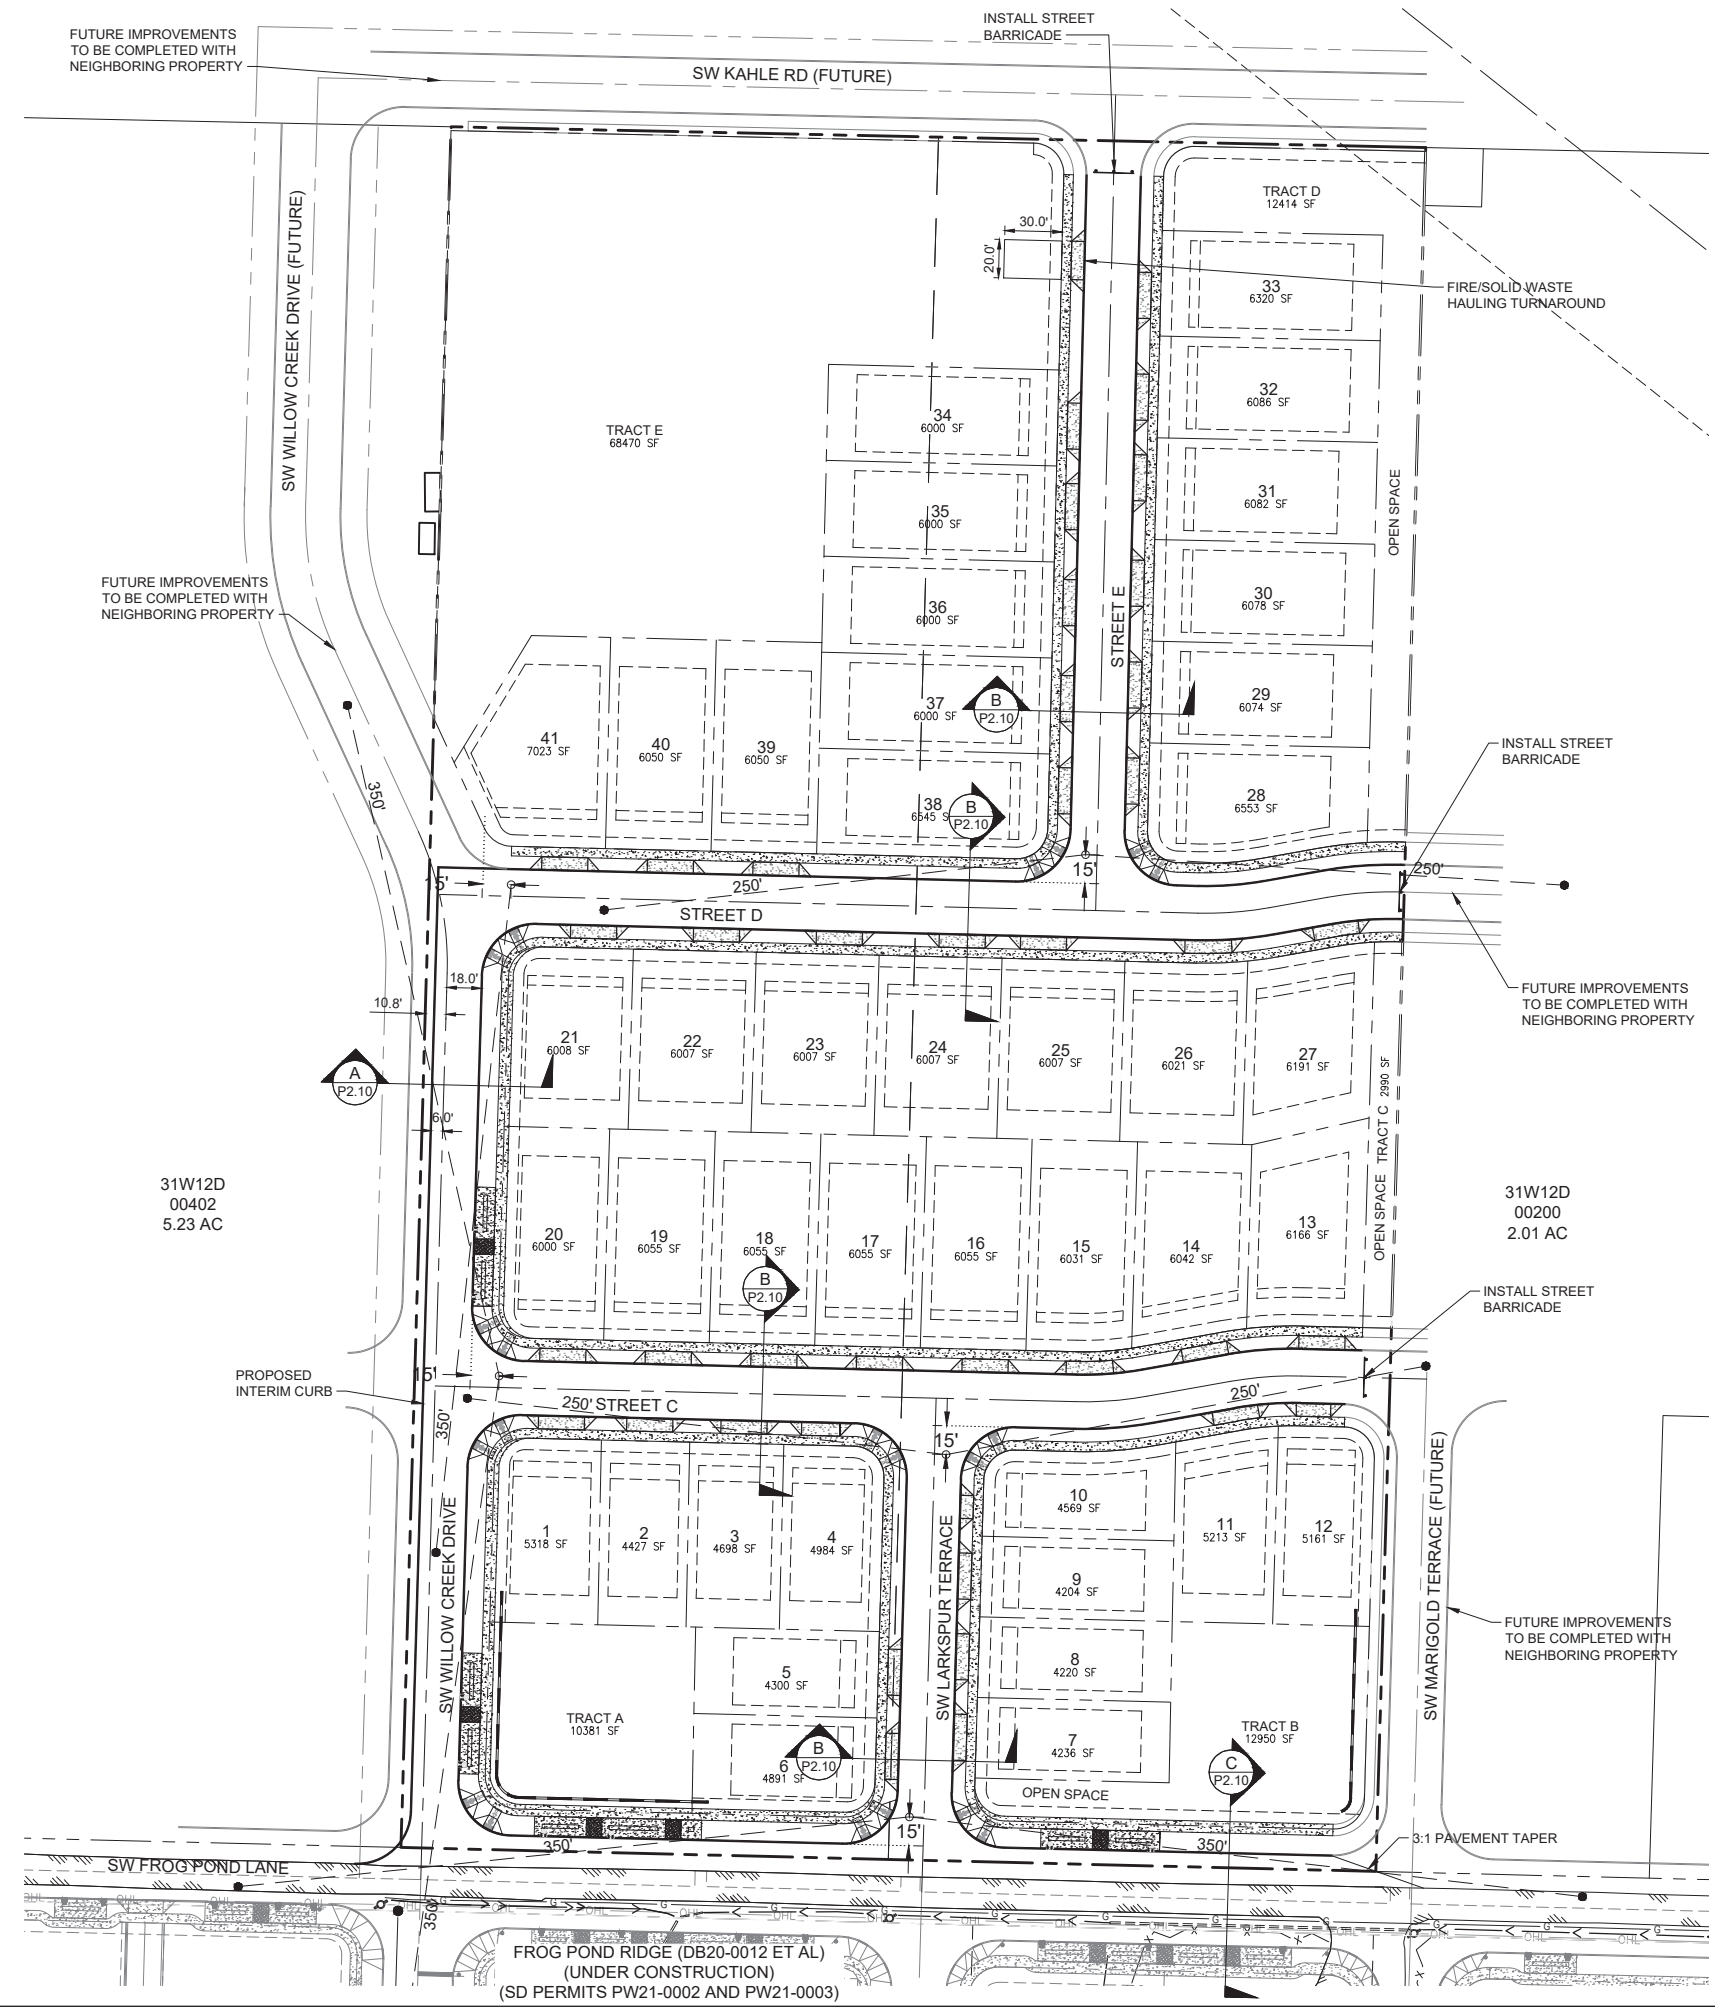 FUTURE IMPROVEMENTS
TO BE COMPLETED WITH
NEIGHBORING PROPERTY
INSTALL STREET
BARRICADE
SW KAHLE RD (FUTURE)
SW WILLOW CREEK DRIVE (FUTURE)
TRACT D
12414 SF
30.0'
20.0'
33
6320 SF
FIRE/SOLID WASTE
HAULING TURNAROUND
32
6086 SF
34
6000 SF
TRACT E
68470 SF
31
6082 SF
OPEN SPACE
35
6000 SF
30
6078 SF
36
6000 SF
STREET E
FUTURE IMPROVEMENTS
TO BE COMPLETED WITH
NEIGHBORING PROPERTY
29
6074 SF
37
6000 SF
B
P2.10
41
7023 SF
40
6050 SF
39
6050 SF
INSTALL STREET
BARRICADE
350'
28
6553 SF
38
6545 S
B
P2.10
15'
250'
15'
250'
STREET D
18.0'
10.8'
FUTURE IMPROVEMENTS
TO BE COMPLETED WITH
NEIGHBORING PROPERTY
21
6008 SF
22
6007 SF
23
6007 SF
24
6007 SF
25
6007 SF
26
6021 SF
27
6191 SF
A
P2.10
6.0'
OPEN SPACE TRACT C 2990 SF
31W12D
00402
5.23 AC
31W12D
00200
2.01 AC
20
6000 SF
19
6055 SF
18
6055 SF
17
6055 SF
16
6055 SF
15
6031 SF
14
6042 SF
13
6166 SF
B
P2.10
INSTALL STREET
BARRICADE
PROPOSED
INTERIM CURB
15'
250'
STREET C
250'
350'
15'
1
5318 SF
2
4427 SF
3
4698 SF
4
4984 SF
10
4569 SF
11
5213 SF
12
5161 SF
SW WILLOW CREEK DRIVE
SW LARKSPUR TERRACE
SW MARIGOLD TERRACE (FUTURE)
9
4204 SF
FUTURE IMPROVEMENTS
TO BE COMPLETED WITH
NEIGHBORING PROPERTY
5
4300 SF
8
4220 SF
TRACT A
10381 SF
6
4891 SF
B
P2.10
7
4236 SF
TRACT B
12950 SF
C
P2.10
OPEN SPACE
15'
350'
350'
3:1 PAVEMENT TAPER
SW FROG POND LANE
350'
OHL
G
FROG POND RIDGE (DB20-0012 ET AL)
(UNDER CONSTRUCTION)
(SD PERMITS PW21-0002 AND PW21-0003)